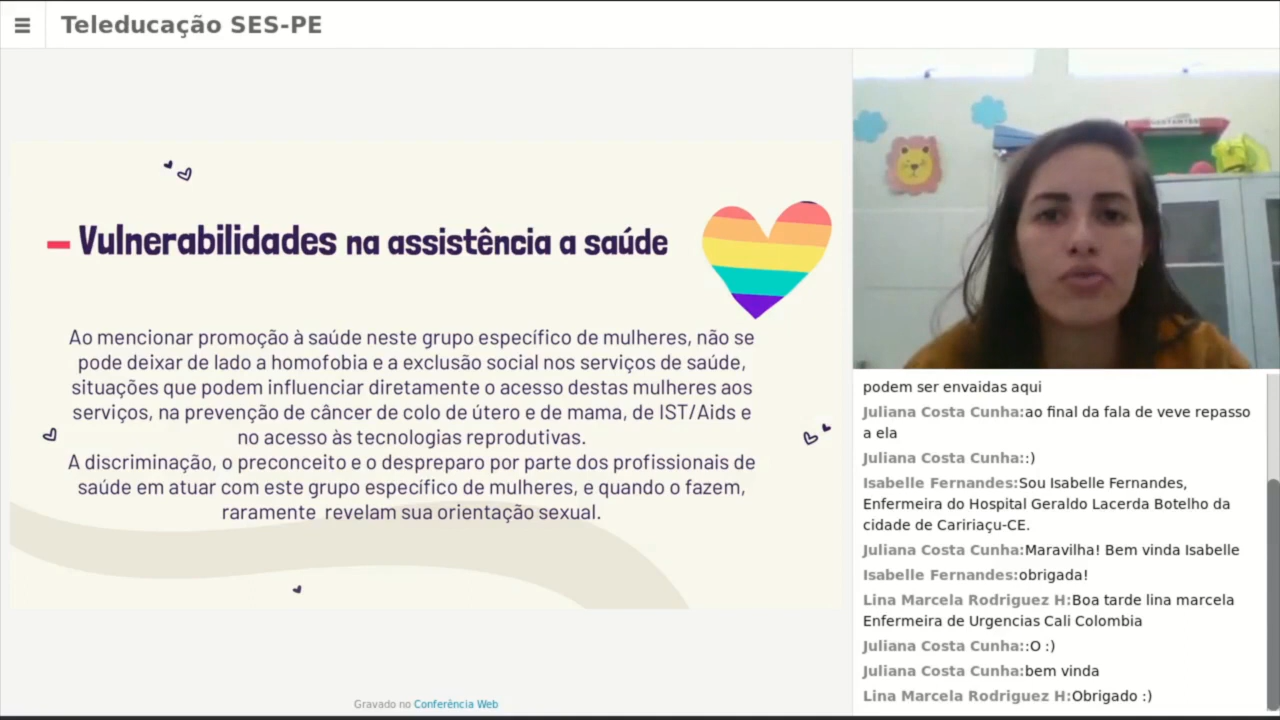 Teleducação SES-PE
Vulnerabilidades na assistência a saúde
Ao mencionar promoção à saúde neste grupo específico de mulheres, não se
pode deixar de lado a homofobia e a exclusão social nos serviços de saúde,
situações que podem influenciar diretamente o acesso destas mulheres aos
serviços, na prevenção de câncer de colo de útero e de mama, de IST/Aids e
no acesso às tecnologias reprodutivas.
A discriminação, o preconceito e o despreparo por parte dos profissionais de
saúde em atuar com este grupo específico de mulheres, e quando o fazem,
raramente revelam sua orientação sexual.
Gravado no Conferência Web
podem ser envaidas aqui
Juliana Costa Cunha:ao final da fala de veve repasso
a ela
Juliana Costa Cunha::)
Isabelle Fernandes:Sou Isabelle Fernandes,
Enfermeira do Hospital Geraldo Lacerda Botelho da
cidade de Caririaçu-CE.
Juliana Costa Cunha:Maravilha! Bem vinda Isabelle
Isabelle Fernandes:obrigada!
Lina Marcela Rodriguez H:Boa tarde lina marcela
Enfermeira de Urgencias Cali Colombia
Juliana Costa Cunha::O :)
Juliana Costa Cunha:bem vinda
Lina Marcela Rodriguez H:Obrigado :)